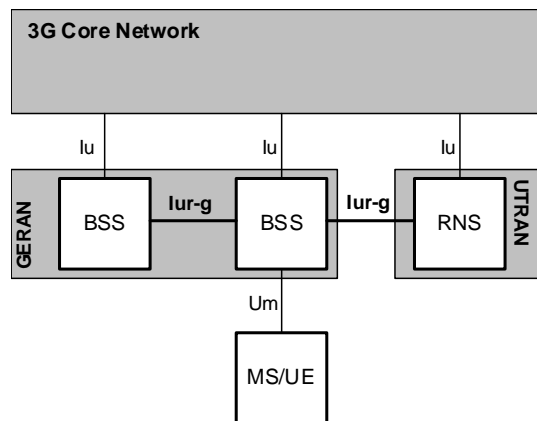 3G Core Network
Iu
Iu
Iu
GERAN
BSS
Iur-g
BSS
Iur-g
RNS
UTRAN
Um
MS/UE